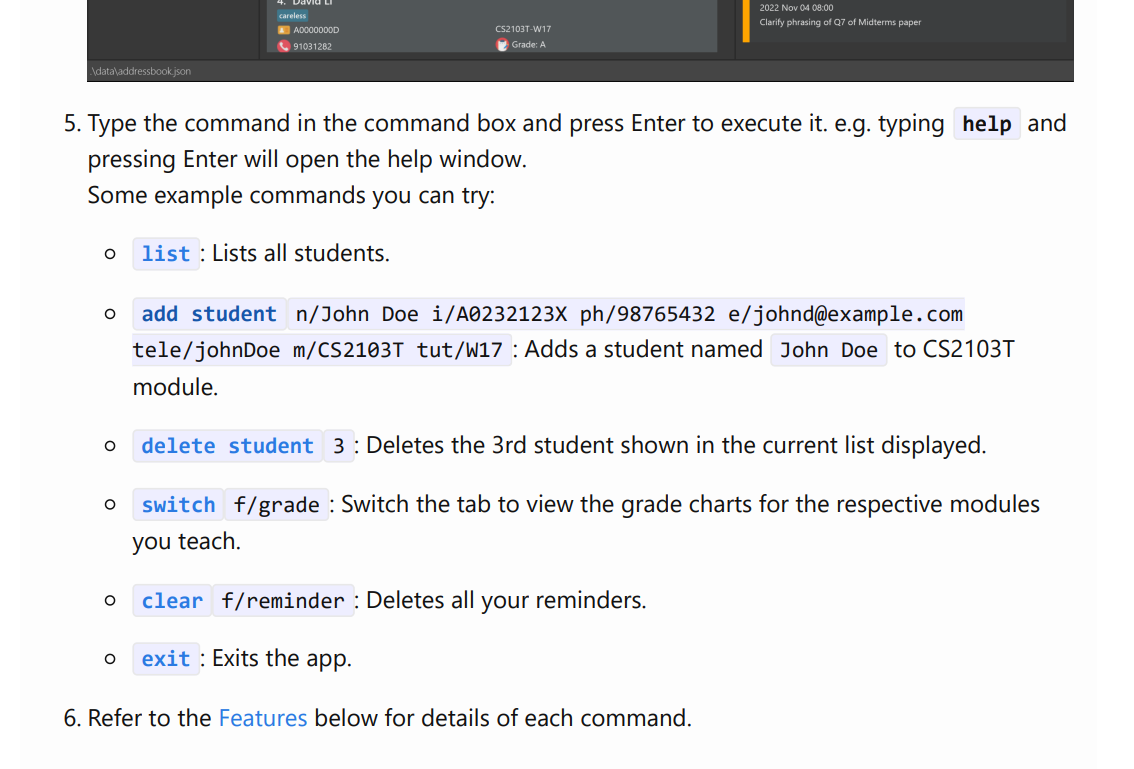 4. David Li
careless
A0000000D
CS2103T-W17
91031282
Grade: A
2022 Nov 04 08:00
Clarify phrasing of Q7 of Midterms paper
.\data\addressbook.json
5. Type the command in the command box and press Enter to execute it. e.g. typing help and
pressing Enter will open the help window.
Some example commands you can try:
list : Lists all students.
add student n/John Doe i/A0232123X ph/98765432 e/johnd@example.com
tele/johnDoe m/CS2103T tut/W17 : Adds a student named John Doe to CS2103T
module.
delete student 3 : Deletes the 3rd student shown in the current list displayed.
switch f/grade : Switch the tab to view the grade charts for the respective modules
you teach.
clear f/reminder : Deletes all your reminders.
exit : Exits the app.
6. Refer to the Features below for details of each command.